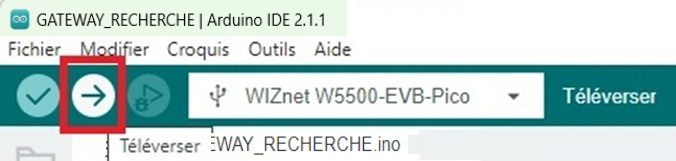 GATEWAY_RECHERCHE | Arduino IDE 2.1.1
Fichier Modifier Croquis Outils Aide
WIZnet W5500-EVB-Pico Téléverser
Téléverser EWAY_RECHERCHE.ino